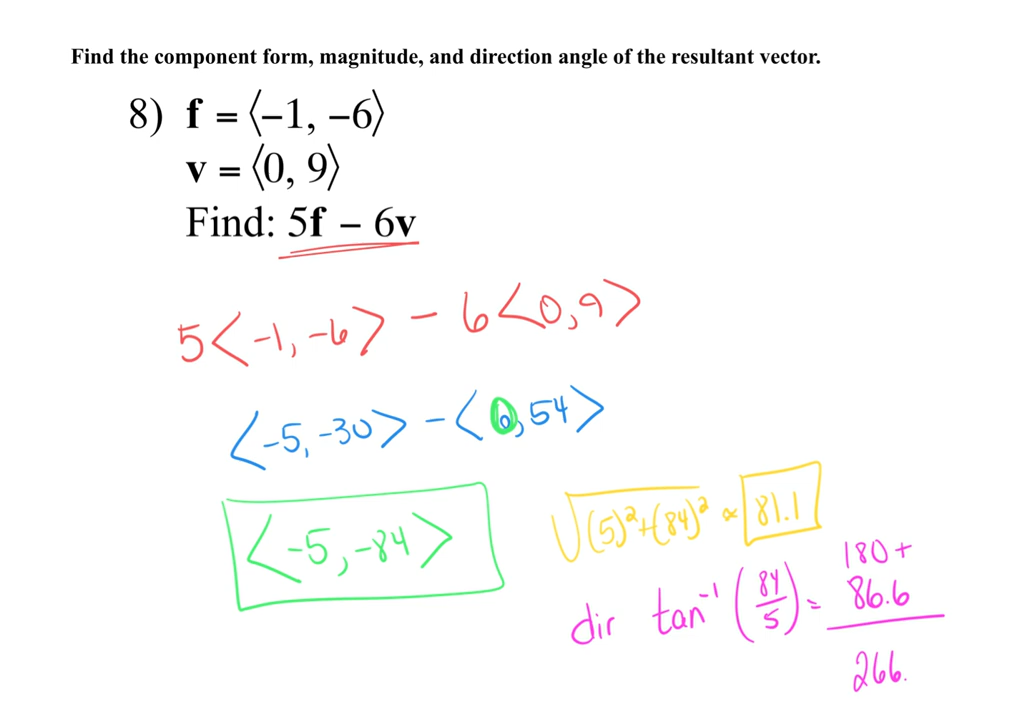 Find the component form, magnitude, and direction angle of the resultant vector.
8) f = ⟨−1, −6⟩
v = ⟨0, 9⟩
Find: 5f − 6v
5<-1, -6> - 6<0, 9>
<-5, -30> - <0, 54>
<-5, -84>
√(5)²+(84)² ∝ 81.1
dir tan⁻¹ (84/5) = 180 +
86.6
266.